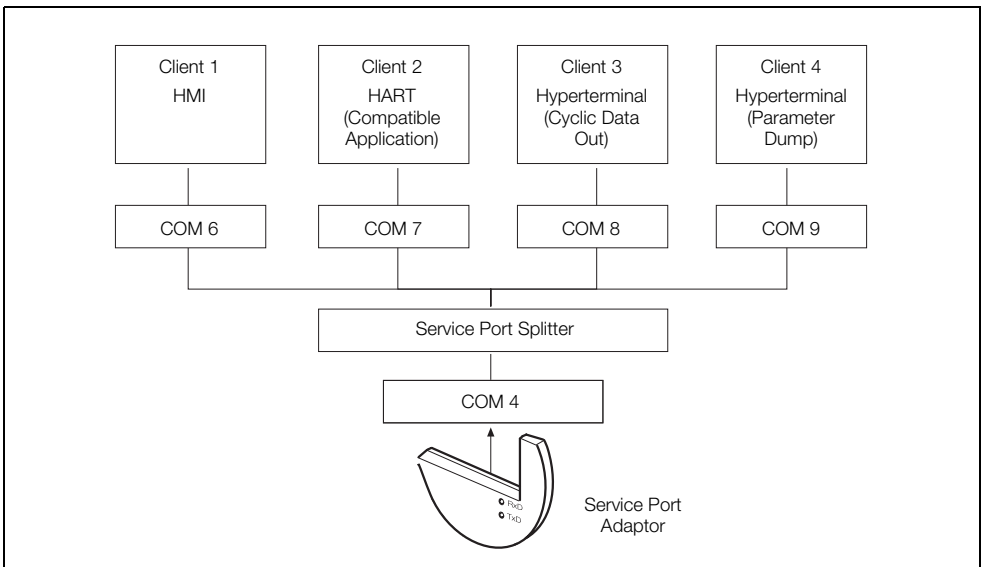 Client 1
HMI
Client 2
HART
(Compatible
Application)
Client 3
Hyperterminal
(Cyclic Data
Out)
Client 4
Hyperterminal
(Parameter
Dump)
COM 6
COM 7
COM 8
COM 9
Service Port Splitter
COM 4
RxD
TxD
Service Port
Adaptor